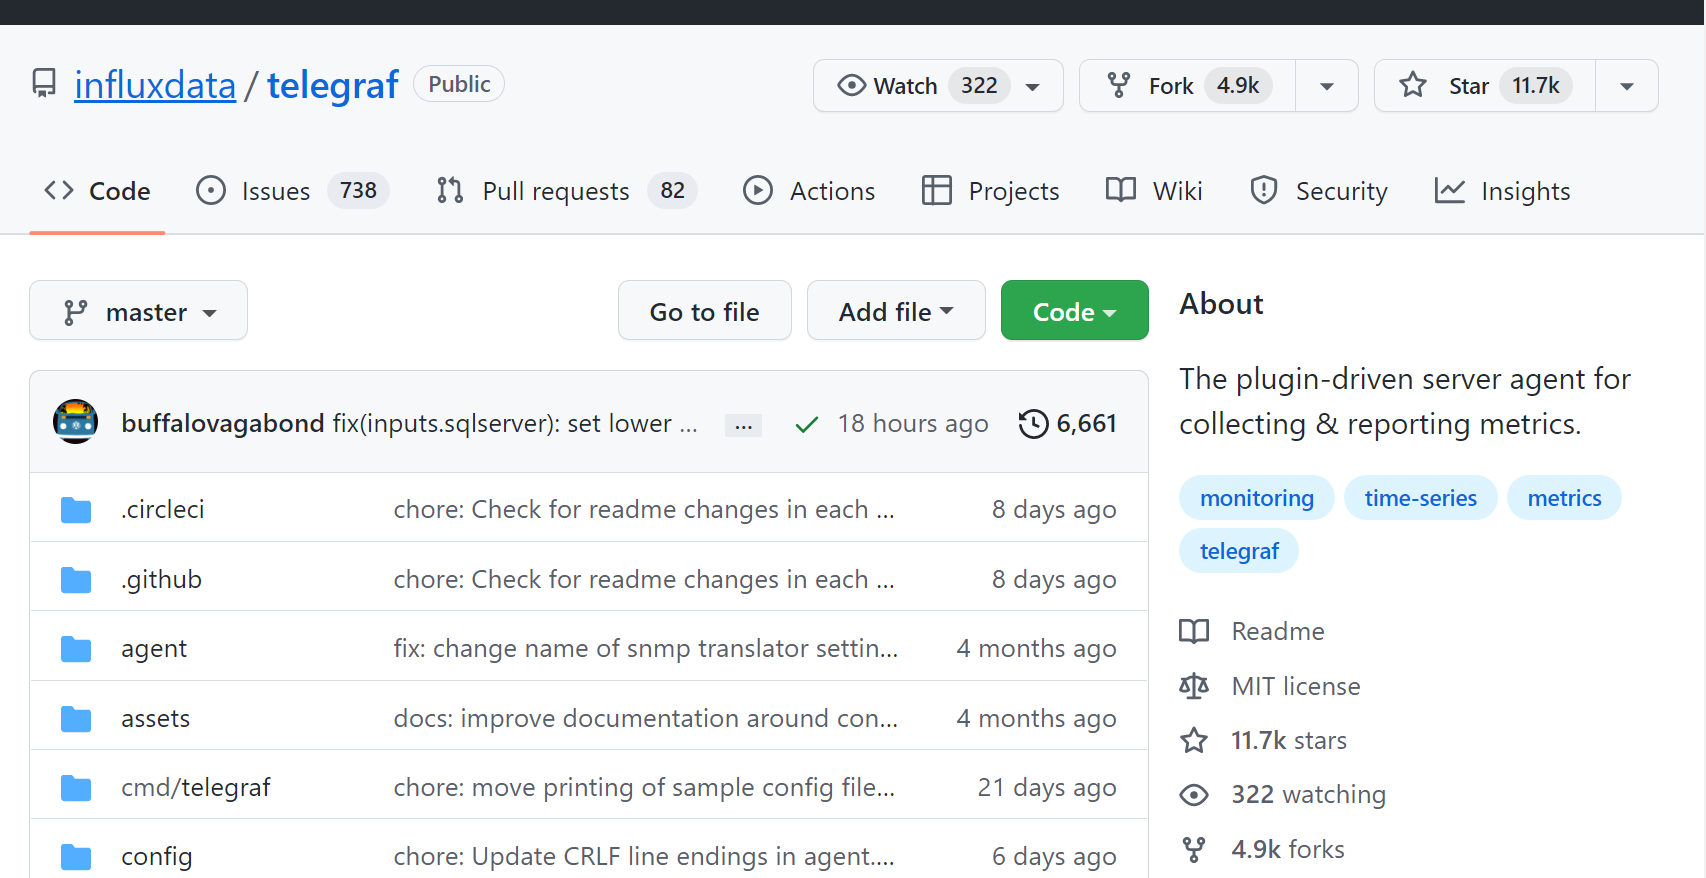 influxdata / telegraf Public
Watch 322 Fork 4.9k Star 11.7k
Code Issues 738 Pull requests 82 Actions Projects Wiki Security Insights
master Go to file Add file Code
buffalovagabond fix(inputs.sqlserver): set lower ... ... 18 hours ago 6,661
.circleci chore: Check for readme changes in each ... 8 days ago
.github chore: Check for readme changes in each ... 8 days ago
agent fix: change name of snmp translator settin... 4 months ago
assets docs: improve documentation around con... 4 months ago
cmd/telegraf chore: move printing of sample config file... 21 days ago
config chore: Update CRLF line endings in agent.... 6 days ago
About
The plugin-driven server agent for
collecting & reporting metrics.
monitoring time-series metrics
telegraf
Readme
MIT license
11.7k stars
322 watching
4.9k forks